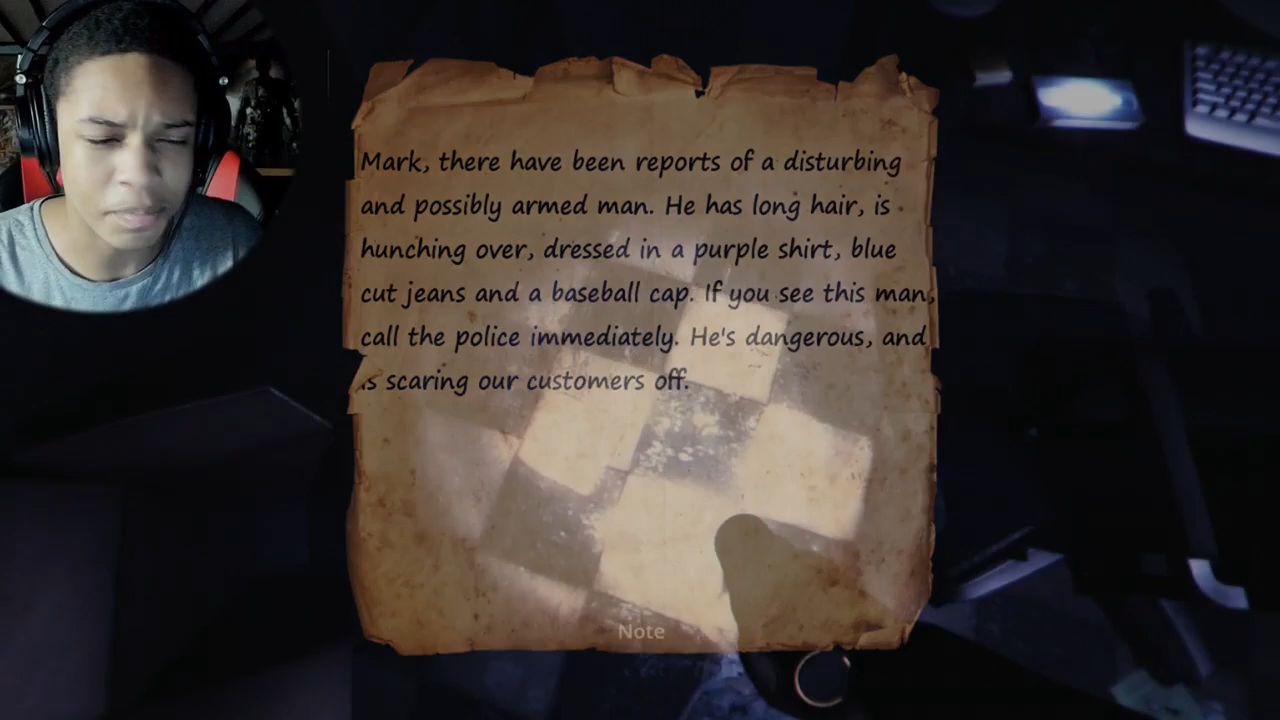 Mark, there have been reports of a disturbing
and possibly armed man. He has long hair, is
hunching over, dressed in a purple shirt, blue
cut jeans and a baseball cap. If you see this man,
call the police immediately. He's dangerous, and
is scaring our customers off.
Note